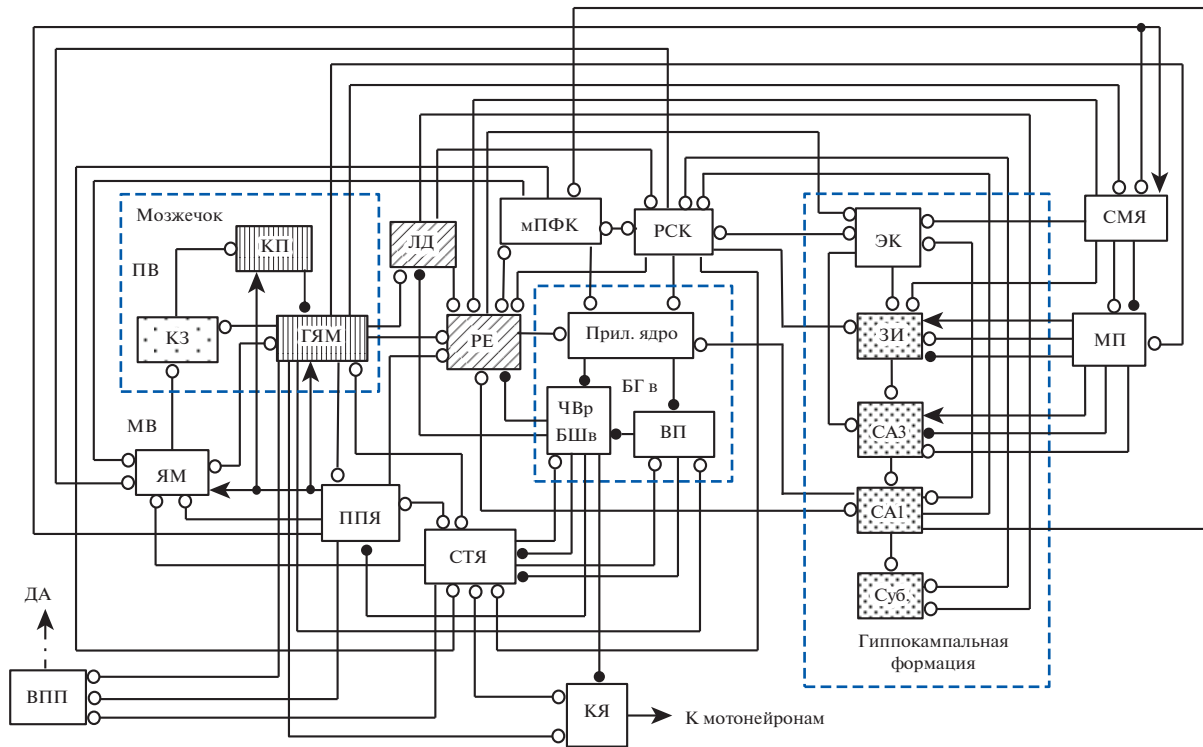 Мозжечок
КП
ПВ
КЗ
ГЯМ
МВ
ЯМ
ЛД
мПФК
РСК
РЕ
Прил. ядро
БГ в
ЧВр
БШв
ВП
ППЯ
СТЯ
ЭК
ЗИ
СА3
СА1
Суб.
Гиппокампальная
формация
СМЯ
МП
ДА
ВПП
КЯ
К мотонейронам